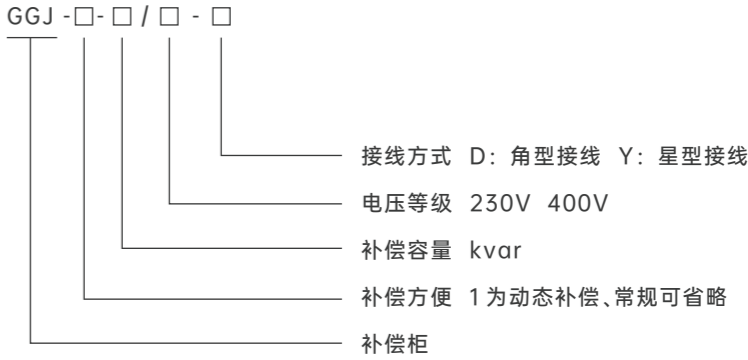 GGJ -□- □ / □ - □
接线方式 D: 角型接线 Y: 星型接线
电压等级 230V 400V
补偿容量 kvar
补偿方便 1为动态补偿、常规可省略
补偿柜